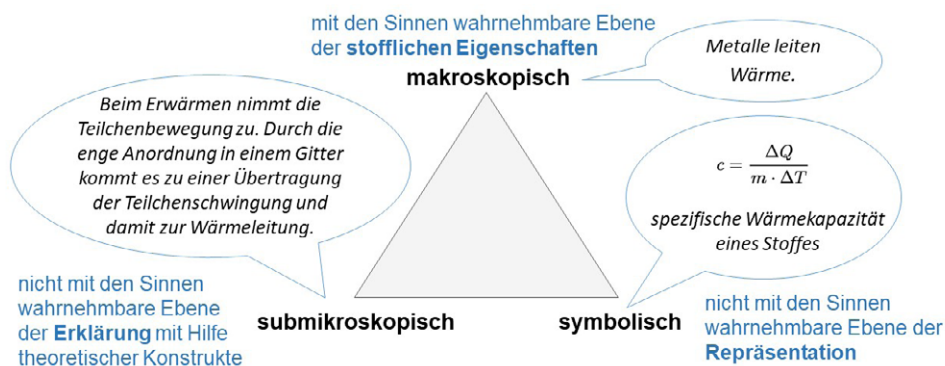 mit den Sinnen wahrnehmbare Ebene
der stofflichen Eigenschaften
makroskopisch
Metalle leiten
Wärme.
Beim Erwärmen nimmt die
Teilchenbewegung zu. Durch die
enge Anordnung in einem Gitter
kommt es zu einer Übertragung
der Teilchenschwingung und
damit zur Wärmeleitung.
c = ΔQ / (m · ΔT)
spezifische Wärmekapazität
eines Stoffes
nicht mit den Sinnen
wahrnehmbare Ebene
der Erklärung mit Hilfe
theoretischer Konstrukte
submikroskopisch
symbolisch
nicht mit den Sinnen
wahrnehmbare Ebene der
Repräsentation